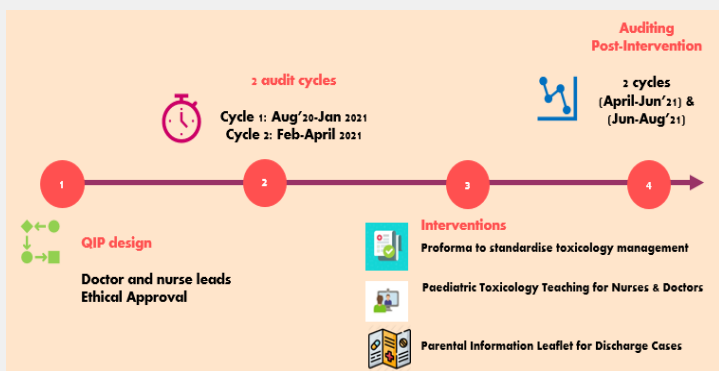 Auditing
Post-Intervention
2 audit cycles
2 cycles
(April-Jun'21) &
(Jun-Aug'21)
Cycle 1: Aug'20-Jan 2021
Cycle 2: Feb-April 2021
1
2
3
4
QIP design
Doctor and nurse leads
Ethical Approval
Interventions
Proforma to standardise toxicology management
Paediatric Toxicology Teaching for Nurses & Doctors
Parental Information Leaflet for Discharge Cases